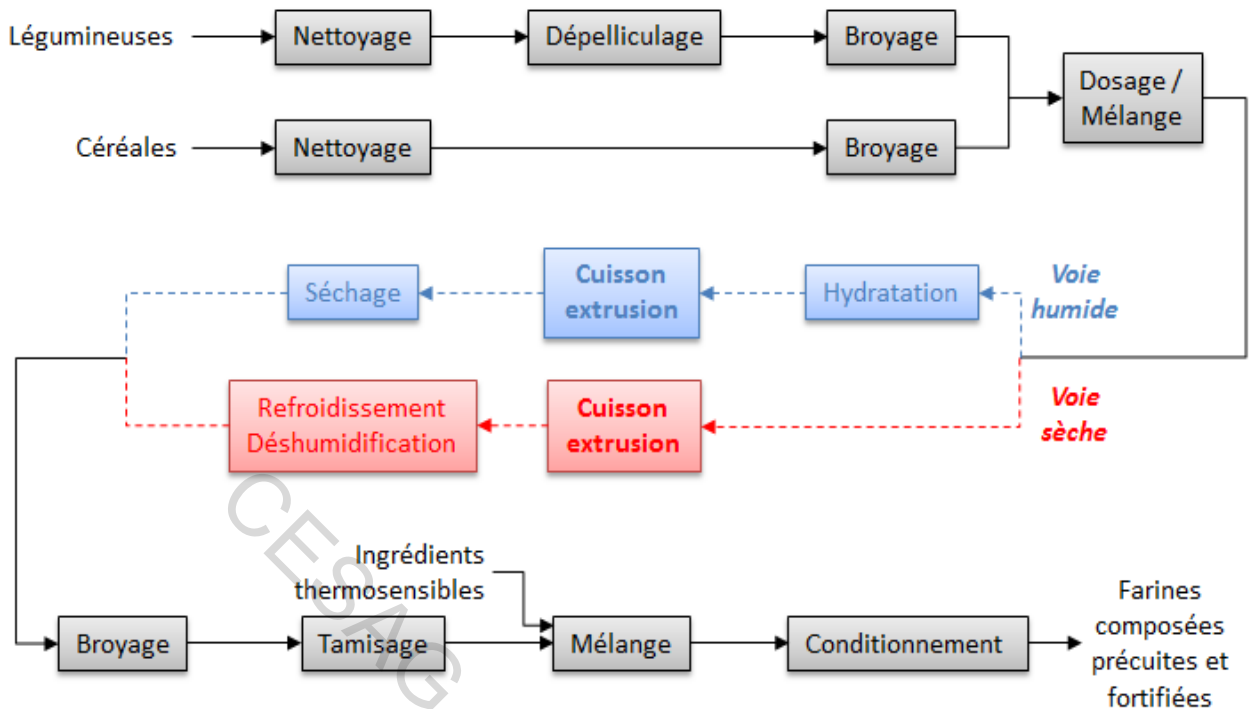 Légumineuses
Nettoyage
Dépelliculage
Broyage
Dosage /
Mélange
Céréales
Nettoyage
Broyage
Séchage
Cuisson
extrusion
Hydratation
Voie
humide
Refroidissement
Déshumidification
Cuisson
extrusion
Voie
sèche
CESAG
Ingrédients
thermosensibles
Broyage
Tamisage
Mélange
Conditionnement
Farines
composées
précuites et
fortifiées